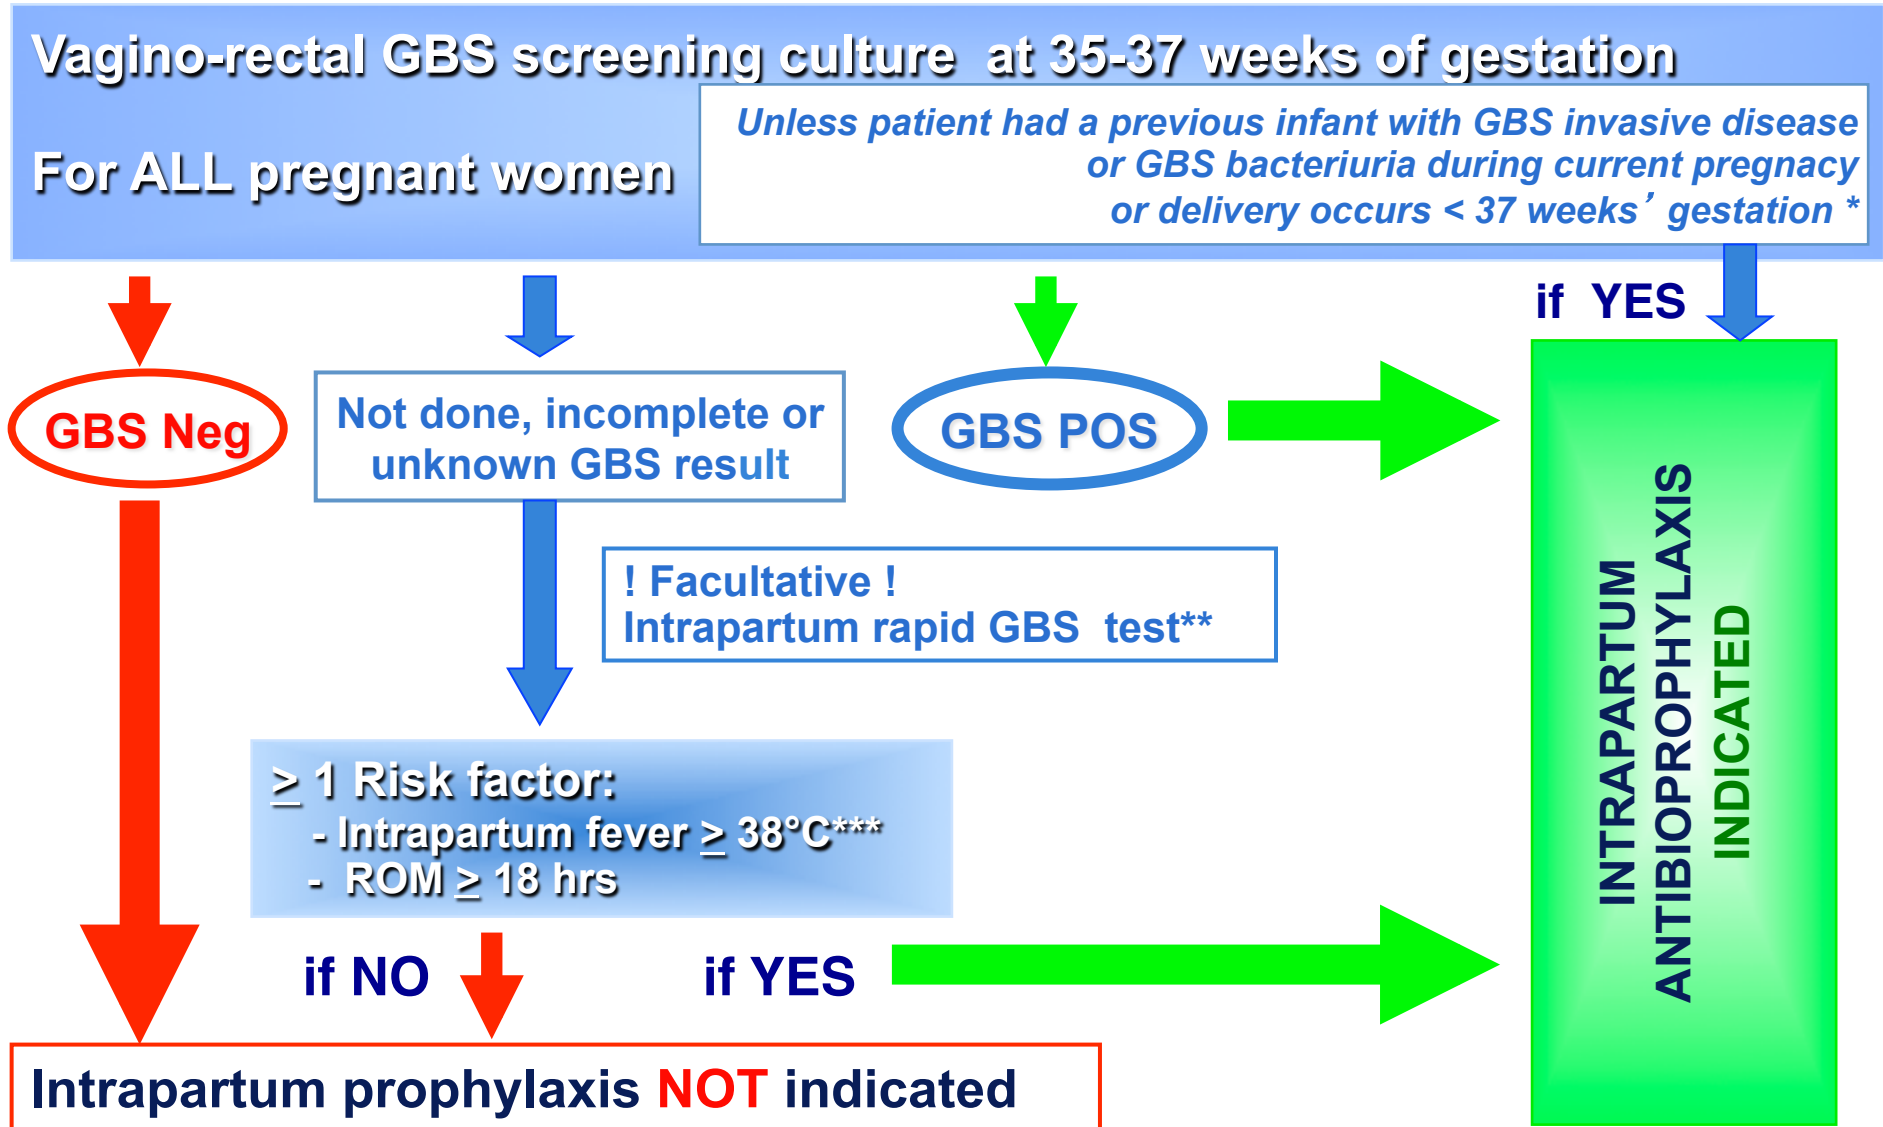 Vagino-rectal GBS screening culture at 35-37 weeks of gestation
For ALL pregnant women
Unless patient had a previous infant with GBS invasive disease
or GBS bacteriuria during current pregnancy
or delivery occurs < 37 weeks’ gestation *
if YES
GBS Neg
Not done, incomplete or
unknown GBS result
GBS POS
! Facultative !
Intrapartum rapid GBS test**
≥ 1 Risk factor:
- Intrapartum fever ≥ 38°C***
- ROM ≥ 18 hrs
if NO
if YES
INTRAPARTUM
ANTIBIOPROPHYLAXIS
INDICATED
Intrapartum prophylaxis NOT indicated